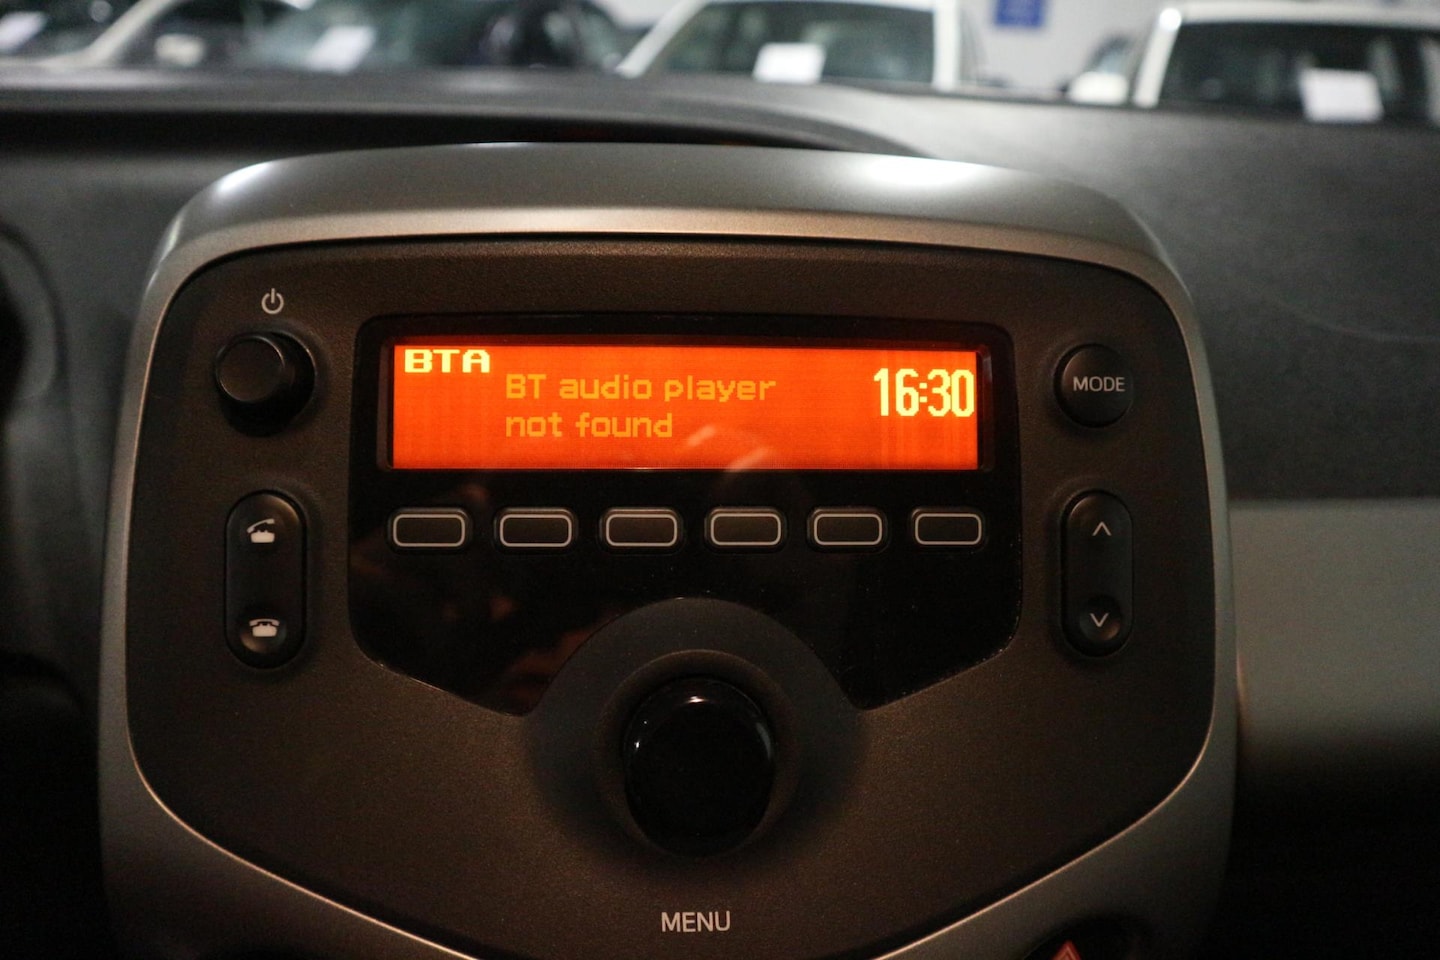 BTA
BT audio player
not found
16:30
MODE
MENU